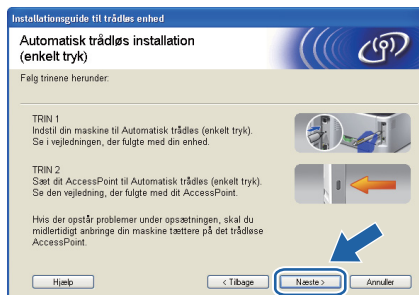 Installationsguide til trådløs enhed
Automatisk trådløs installation
(enkelt tryk)
Følg trinene herunder:
TRIN 1
Indstil din maskine til Automatisk trådløs (enkelt tryk).
Se i vejledningen, der fulgte med din enhed.
TRIN 2
Sæt dit AccessPoint til Automatisk trådløs (enkelt tryk).
Se den vejledning, der fulgte med dit AccessPoint.
Hvis der opstår problemer under opsætningen, skal du
midlertidigt anbringe din maskine tættere på det trådløse
AccessPoint.
Hjælp
< Tilbage
Næste >
Annuller